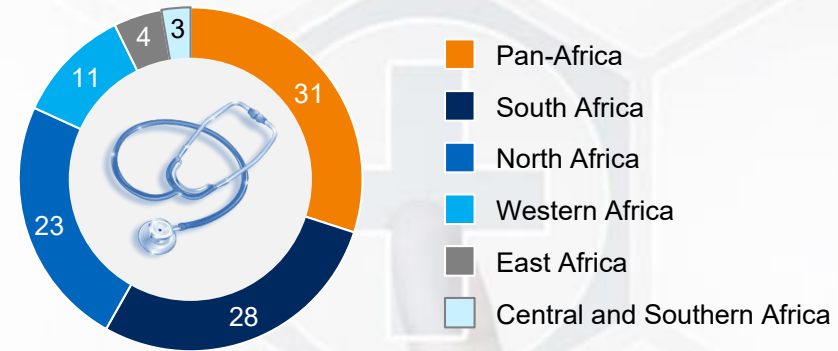 3
4
11
31
23
28
Pan-Africa
South Africa
North Africa
Western Africa
East Africa
Central and Southern Africa